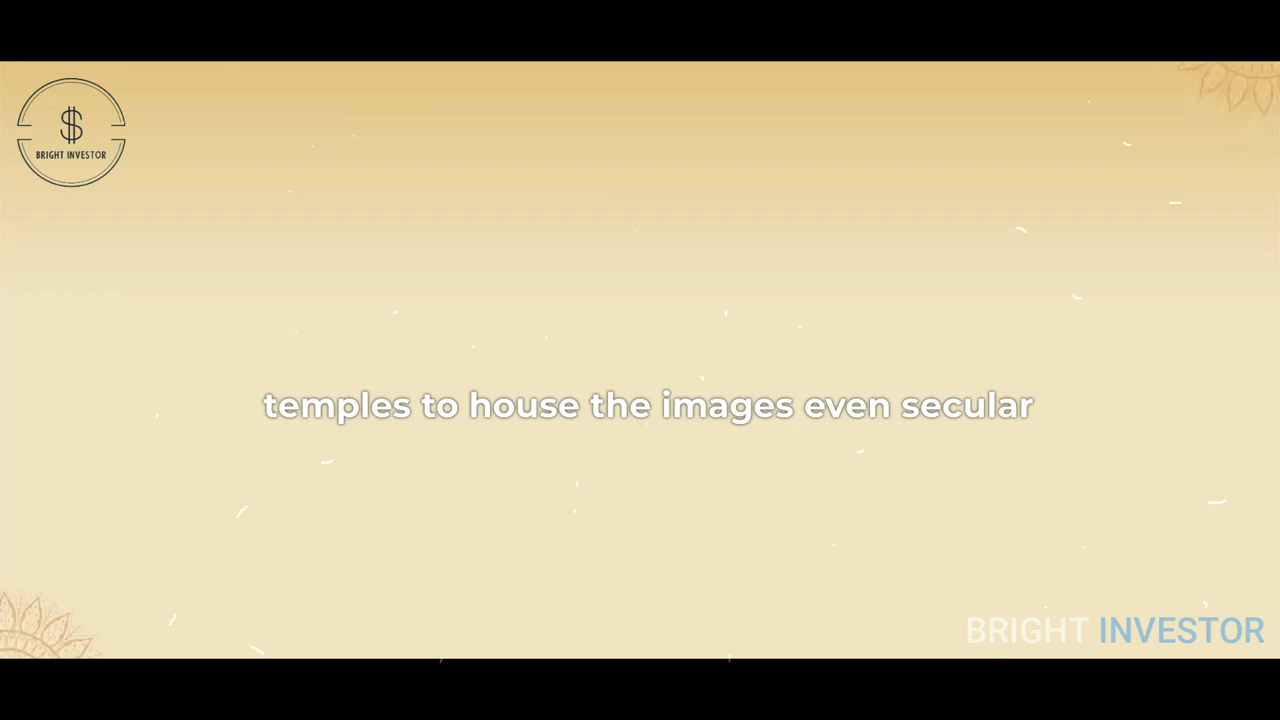 $
BRIGHT INVESTOR
temples to house the images even secular
BRIGHT INVESTOR